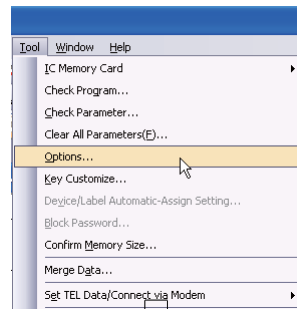 Tool Window Help
IC Memory Card
Check Program...
Check Parameter...
Clear All Parameters(F)...
Options...
Key Customize...
Device/Label Automatic-Assign Setting...
Block Password...
Confirm Memory Size...
Merge Data...
Set TEL Data/Connect via Modem